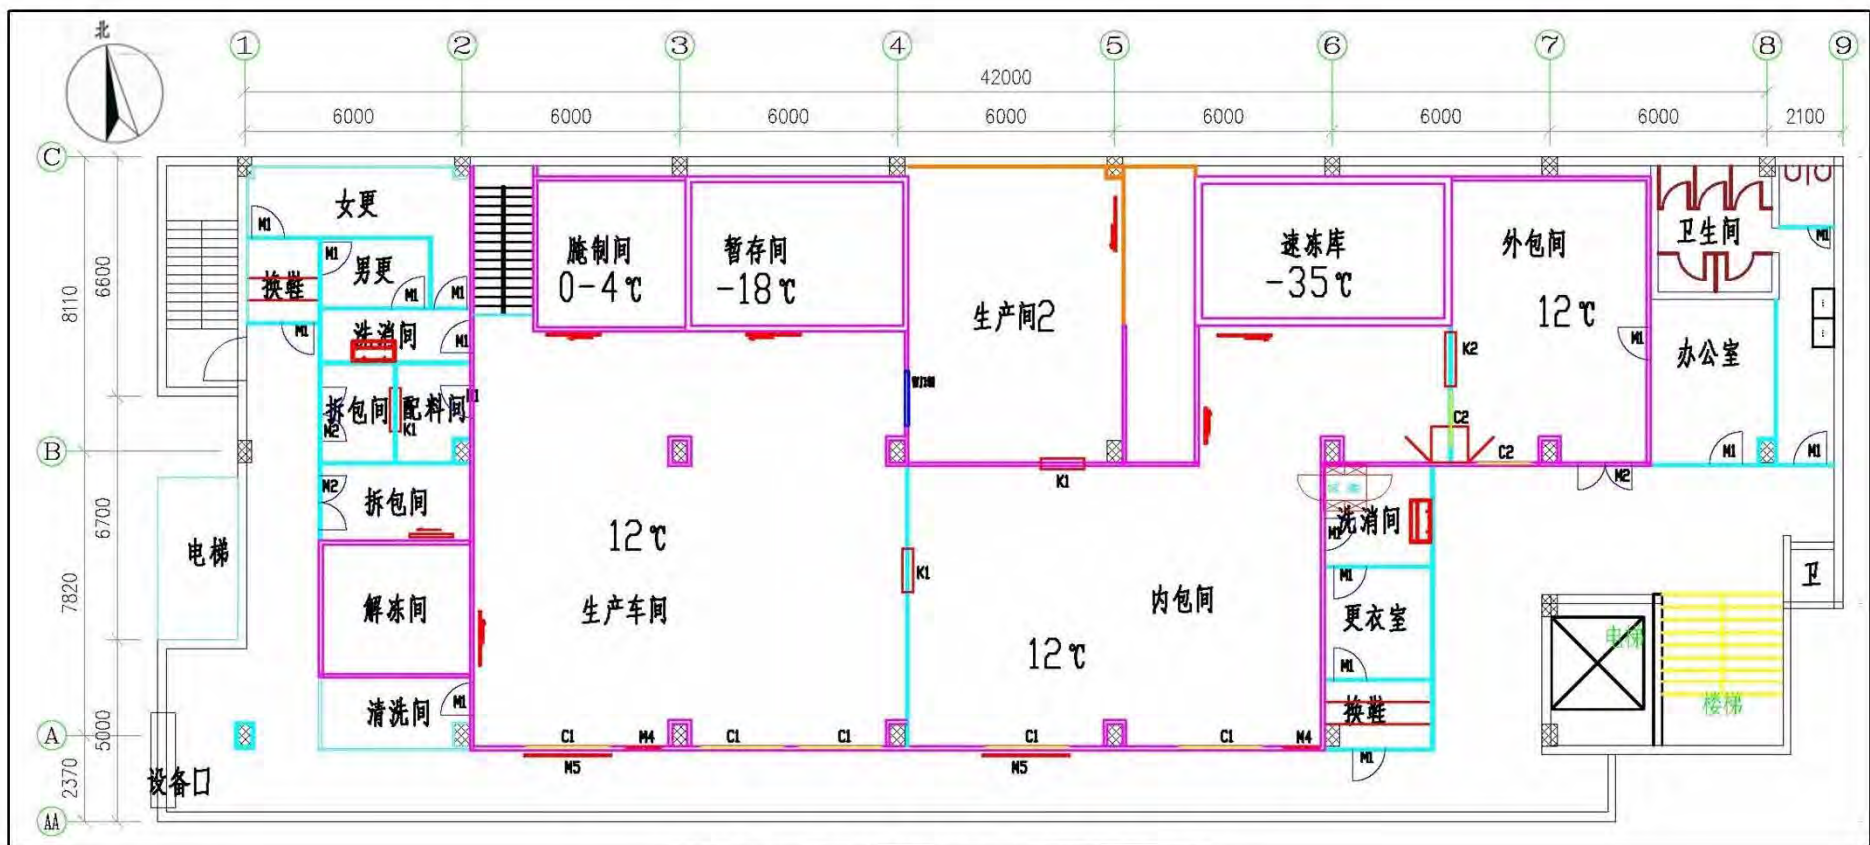 北
1 2 3 4 5 6 7 8 9
42000
6000 6000 6000 6000 6000 6000 6000 2100
C
B
A
AA
8110
6600
7820
6700
5000
2370
女更
M1
男更
M1
M1
M1
换鞋
M1
洗消间
M1
拆包间
M2
K1
配料间
M1
拆包间
M2
电梯
解冻间
清洗间
M1
设备口
腌制间
0-4℃
暂存间
-18℃
生产间2
K1
速冻库
-35℃
外包间
12℃
K2
M1
C2
C2
M2
卫生间
M1
办公室
M1
M1
12℃
生产车间
K1
内包间
12℃
洗消间
M1
M1
更衣室
M1
换鞋
M1
C1 M4 C1 C1 C1 C1 M4
M5 M5
卫
电梯
楼梯